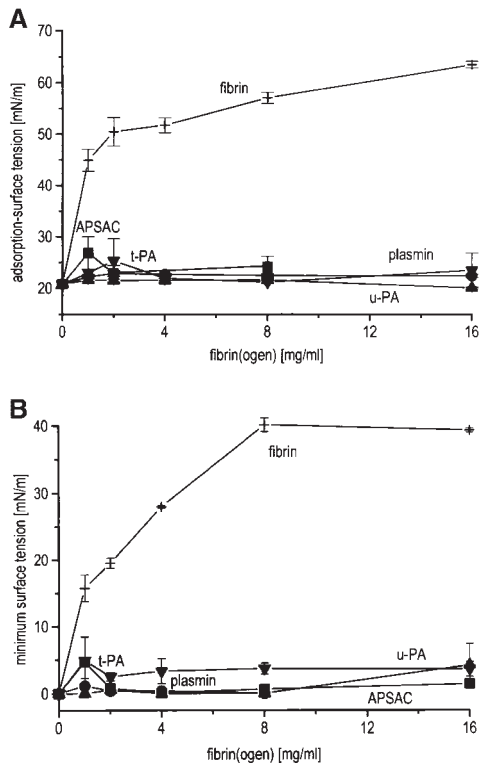 A
adsorption-surface tension [mN/m]
70
60
50
40
30
20
fibrin
APSAC
t-PA
plasmin
u-PA
0 4 8 12 16
fibrin(ogen) [mg/ml]
B
minimum surface tension [mN/m]
40
30
20
10
0
fibrin
t-PA
plasmin
u-PA
APSAC
0 4 8 12 16
fibrin(ogen) [mg/ml]